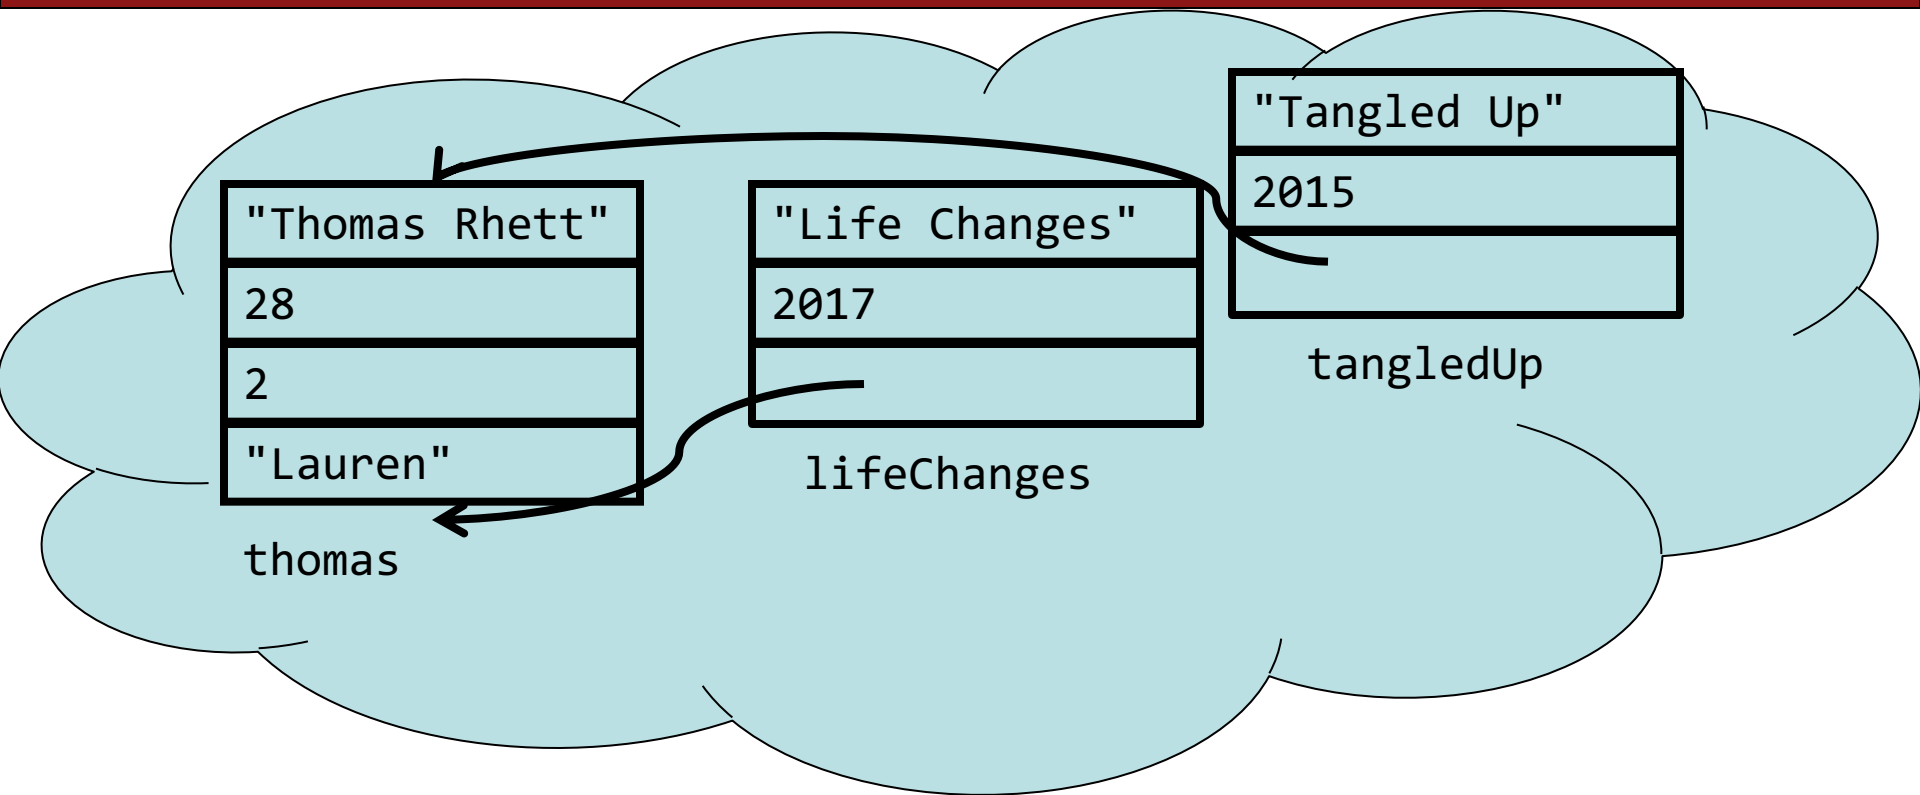 "Thomas Rhett"
28
2
"Lauren"
thomas
"Life Changes"
2017
lifeChanges
"Tangled Up"
2015
tangledUp